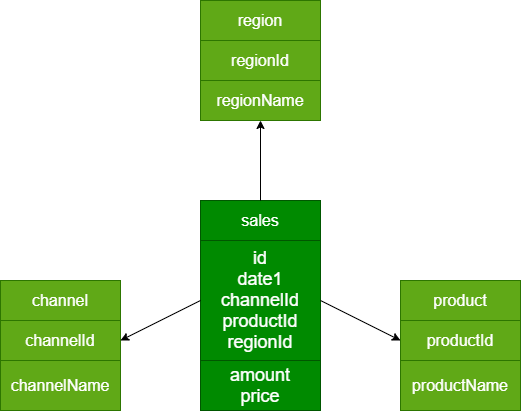 region
regionId
regionName
sales
id
date1
channelId
productId
regionId
amount
price
channel
channelId
channelName
product
productId
productName